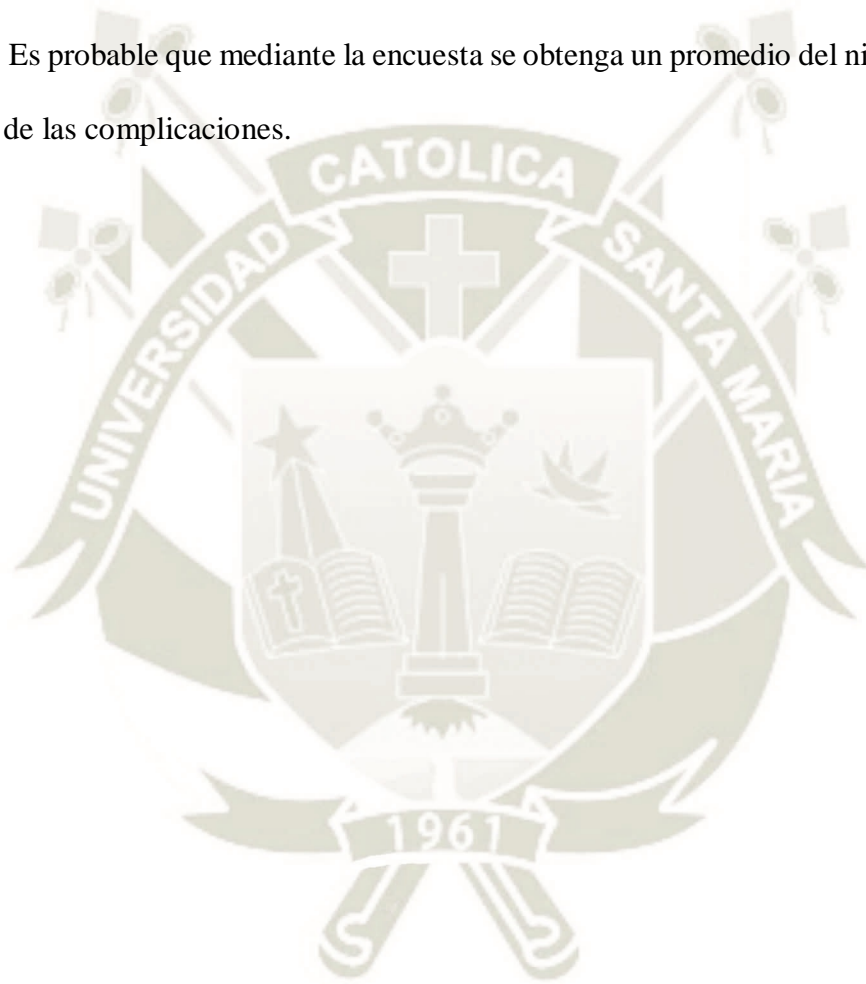 Es probable que mediante la encuesta se obtenga un promedio del
de las complicaciones.
CATOLICA
UNIVERSIDAD
SANTA MARIA
1961